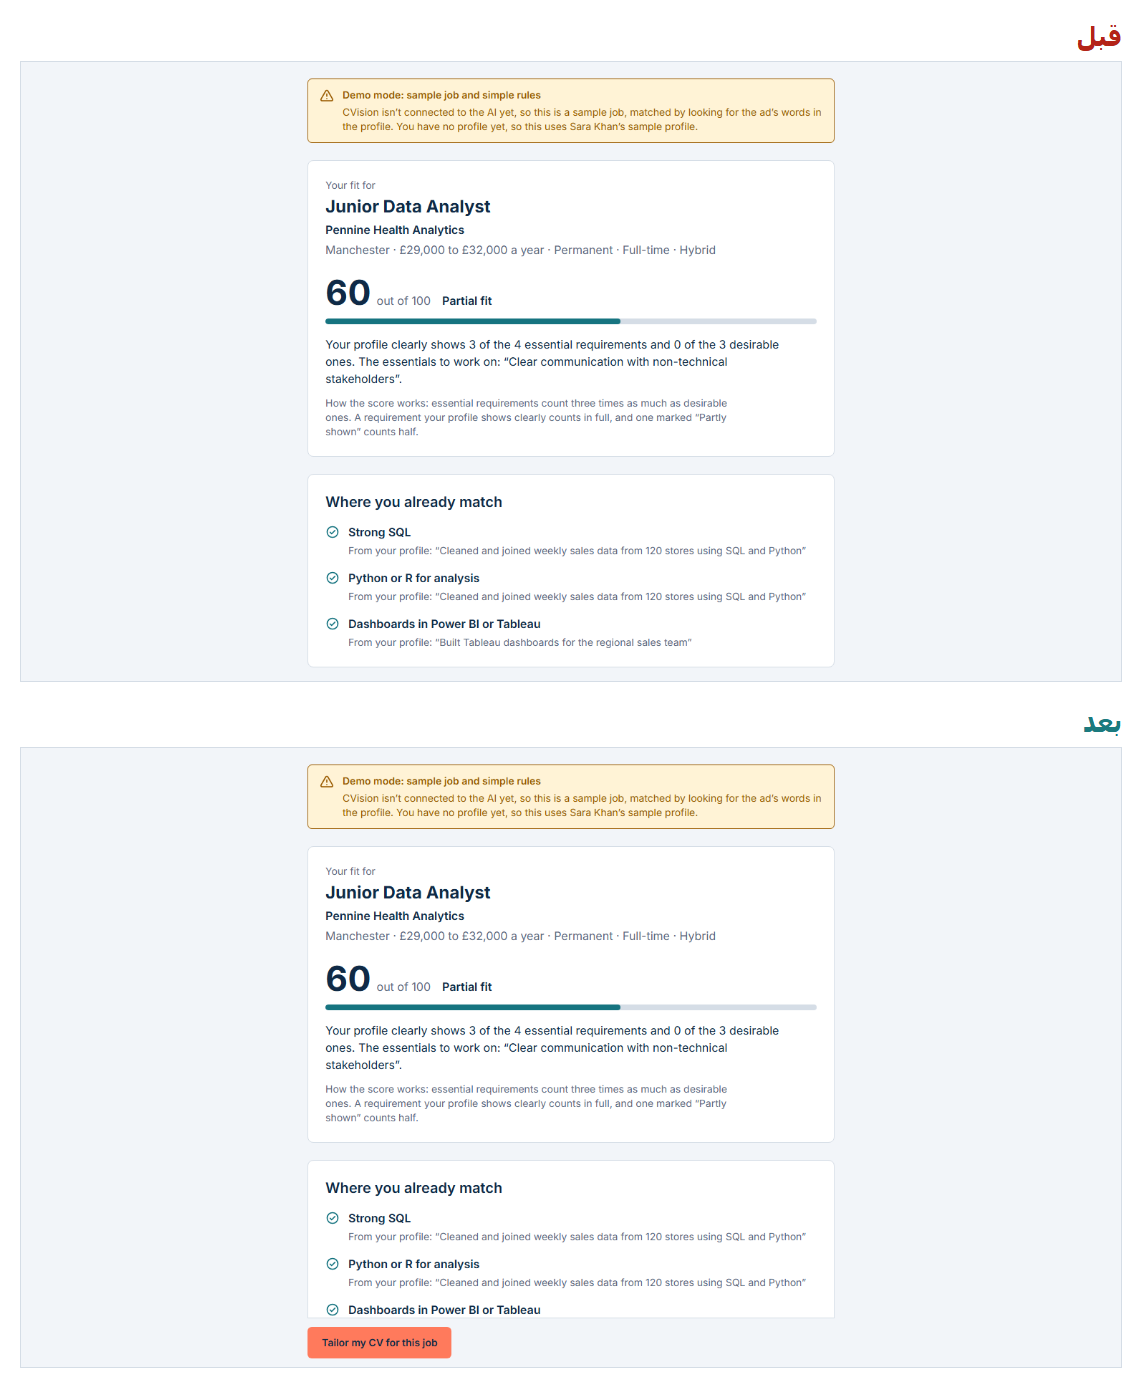 قبل
Demo mode: sample job and simple rules
CVision isn't connected to the AI yet, so this is a sample job, matched by looking for the ad's words in
the profile. You have no profile yet, so this uses Sara Khan's sample profile.
Your fit for
Junior Data Analyst
Pennine Health Analytics
Manchester · £29,000 to £32,000 a year · Permanent · Full-time · Hybrid
60 out of 100 Partial fit
Your profile clearly shows 3 of the 4 essential requirements and 0 of the 3 desirable
ones. The essentials to work on: “Clear communication with non-technical
stakeholders”.
How the score works: essential requirements count three times as much as desirable
ones. A requirement your profile shows clearly counts in full, and one marked “Partly
shown” counts half.
Where you already match
Strong SQL
From your profile: “Cleaned and joined weekly sales data from 120 stores using SQL and Python”
Python or R for analysis
From your profile: “Cleaned and joined weekly sales data from 120 stores using SQL and Python”
Dashboards in Power BI or Tableau
From your profile: “Built Tableau dashboards for the regional sales team”
بعد
Demo mode: sample job and simple rules
CVision isn't connected to the AI yet, so this is a sample job, matched by looking for the ad's words in
the profile. You have no profile yet, so this uses Sara Khan's sample profile.
Your fit for
Junior Data Analyst
Pennine Health Analytics
Manchester · £29,000 to £32,000 a year · Permanent · Full-time · Hybrid
60 out of 100 Partial fit
Your profile clearly shows 3 of the 4 essential requirements and 0 of the 3 desirable
ones. The essentials to work on: “Clear communication with non-technical
stakeholders”.
How the score works: essential requirements count three times as much as desirable
ones. A requirement your profile shows clearly counts in full, and one marked “Partly
shown” counts half.
Where you already match
Strong SQL
From your profile: “Cleaned and joined weekly sales data from 120 stores using SQL and Python”
Python or R for analysis
From your profile: “Cleaned and joined weekly sales data from 120 stores using SQL and Python”
Dashboards in Power BI or Tableau
Tailor my CV for this job